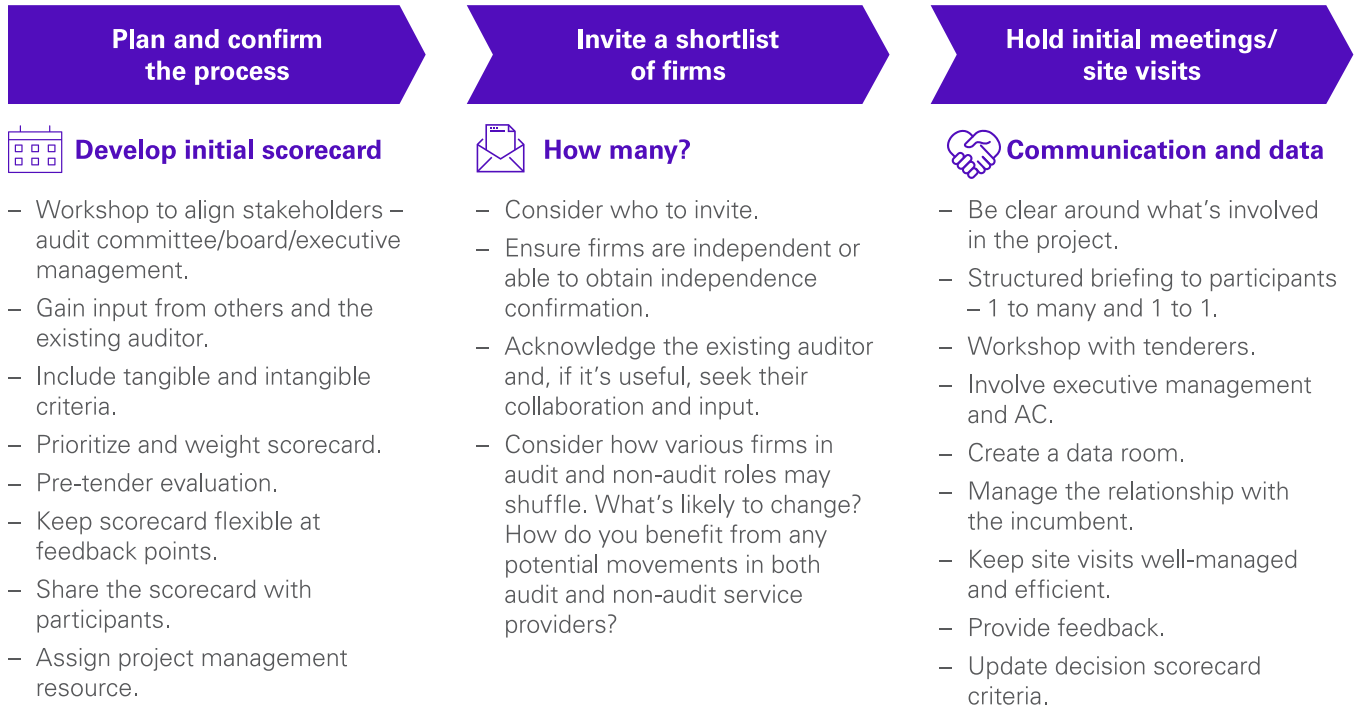 Plan and confirm
the process
Develop initial scorecard
– Workshop to align stakeholders –
audit committee/board/executive
management.
– Gain input from others and the
existing auditor.
– Include tangible and intangible
criteria.
– Prioritize and weight scorecard.
– Pre-tender evaluation.
– Keep scorecard flexible at
feedback points.
– Share the scorecard with
participants.
– Assign project management
resource.
Invite a shortlist
of firms
How many?
– Consider who to invite.
– Ensure firms are independent or
able to obtain independence
confirmation.
– Acknowledge the existing auditor
and, if it's useful, seek their
collaboration and input.
– Consider how various firms in
audit and non-audit roles may
shuffle. What's likely to change?
How do you benefit from any
potential movements in both
audit and non-audit service
providers?
Hold initial meetings/
site visits
Communication and data
– Be clear around what's involved
in the project.
– Structured briefing to participants
– 1 to many and 1 to 1.
– Workshop with tenderers.
– Involve executive management
and AC.
– Create a data room.
– Manage the relationship with
the incumbent.
– Keep site visits well-managed
and efficient.
– Provide feedback.
– Update decision scorecard
criteria.